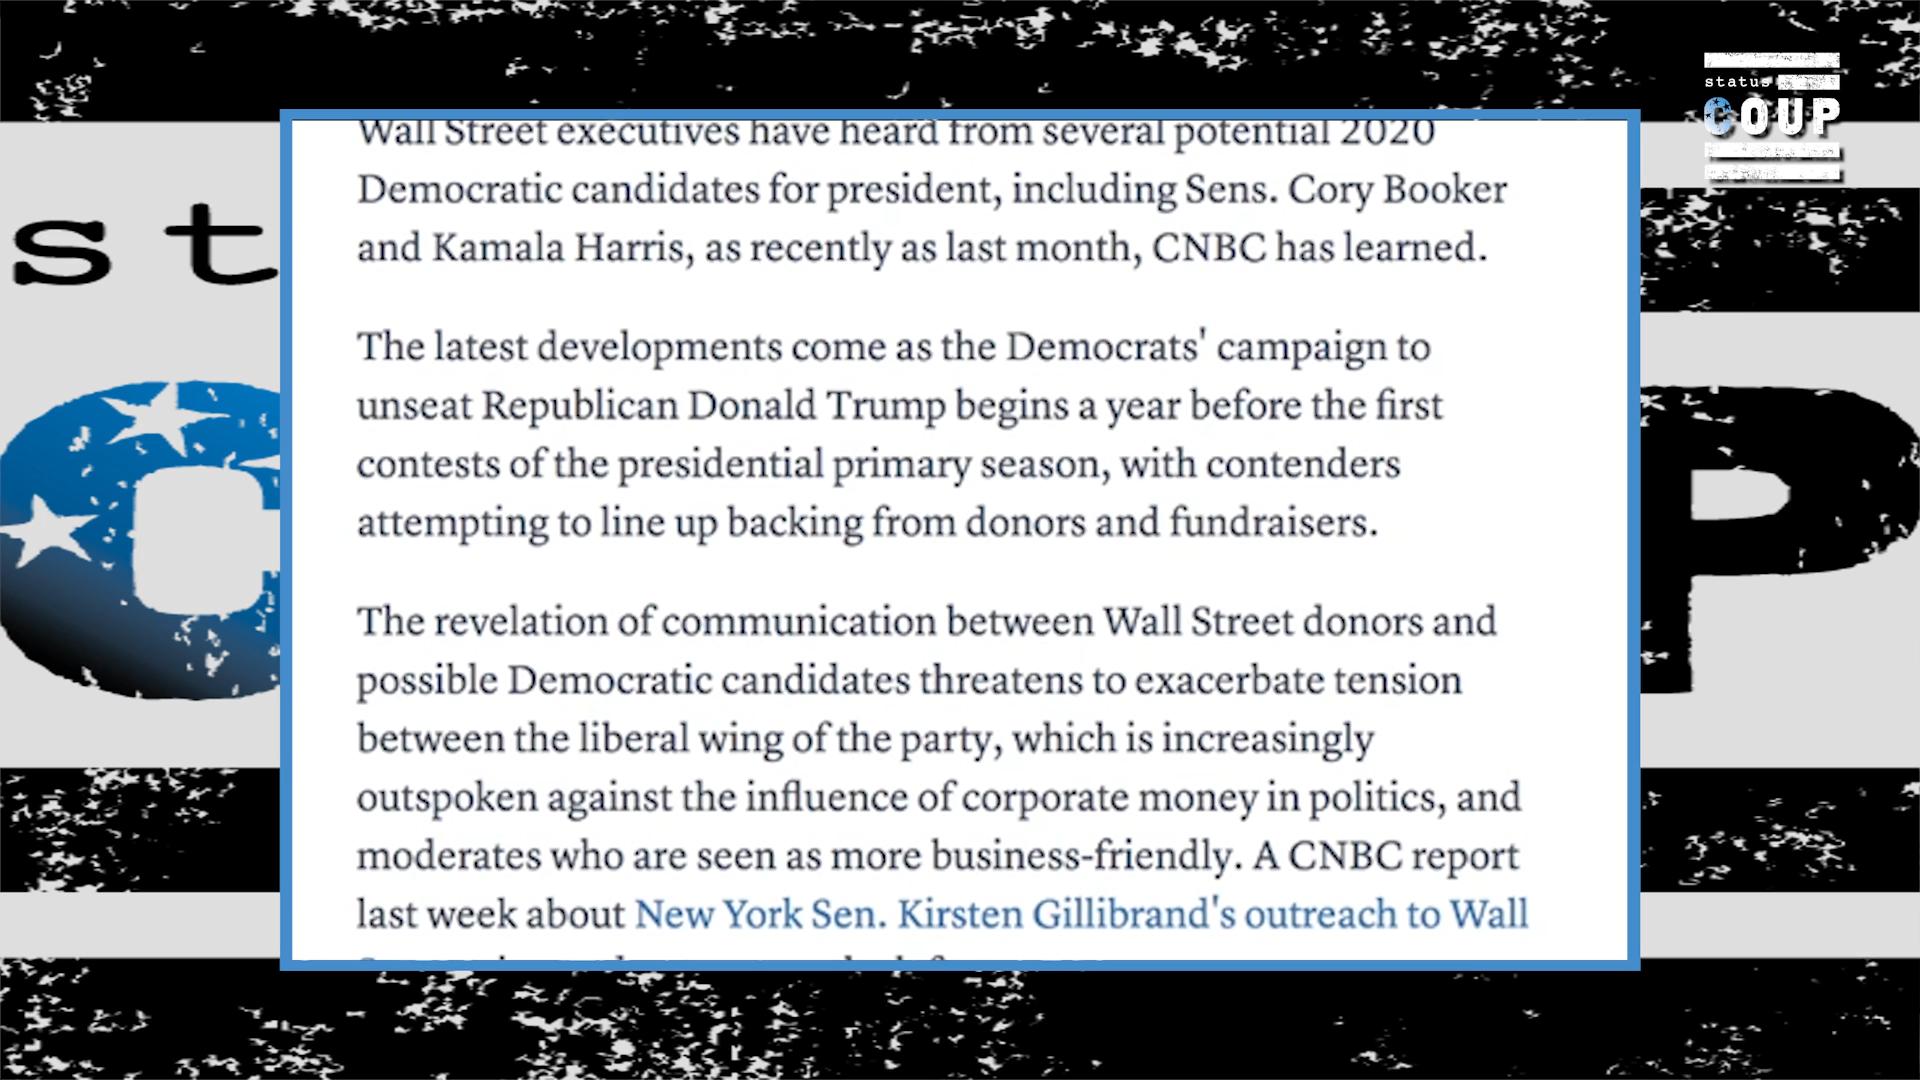 status
COUP
Wall Street executives have heard from several potential 2020
Democratic candidates for president, including Sens. Cory Booker
and Kamala Harris, as recently as last month, CNBC has learned.
The latest developments come as the Democrats' campaign to
unseat Republican Donald Trump begins a year before the first
contests of the presidential primary season, with contenders
attempting to line up backing from donors and fundraisers.
The revelation of communication between Wall Street donors and
possible Democratic candidates threatens to exacerbate tension
between the liberal wing of the party, which is increasingly
outspoken against the influence of corporate money in politics, and
moderates who are seen as more business-friendly. A CNBC report
last week about New York Sen. Kirsten Gillibrand's outreach to Wall
st
C P